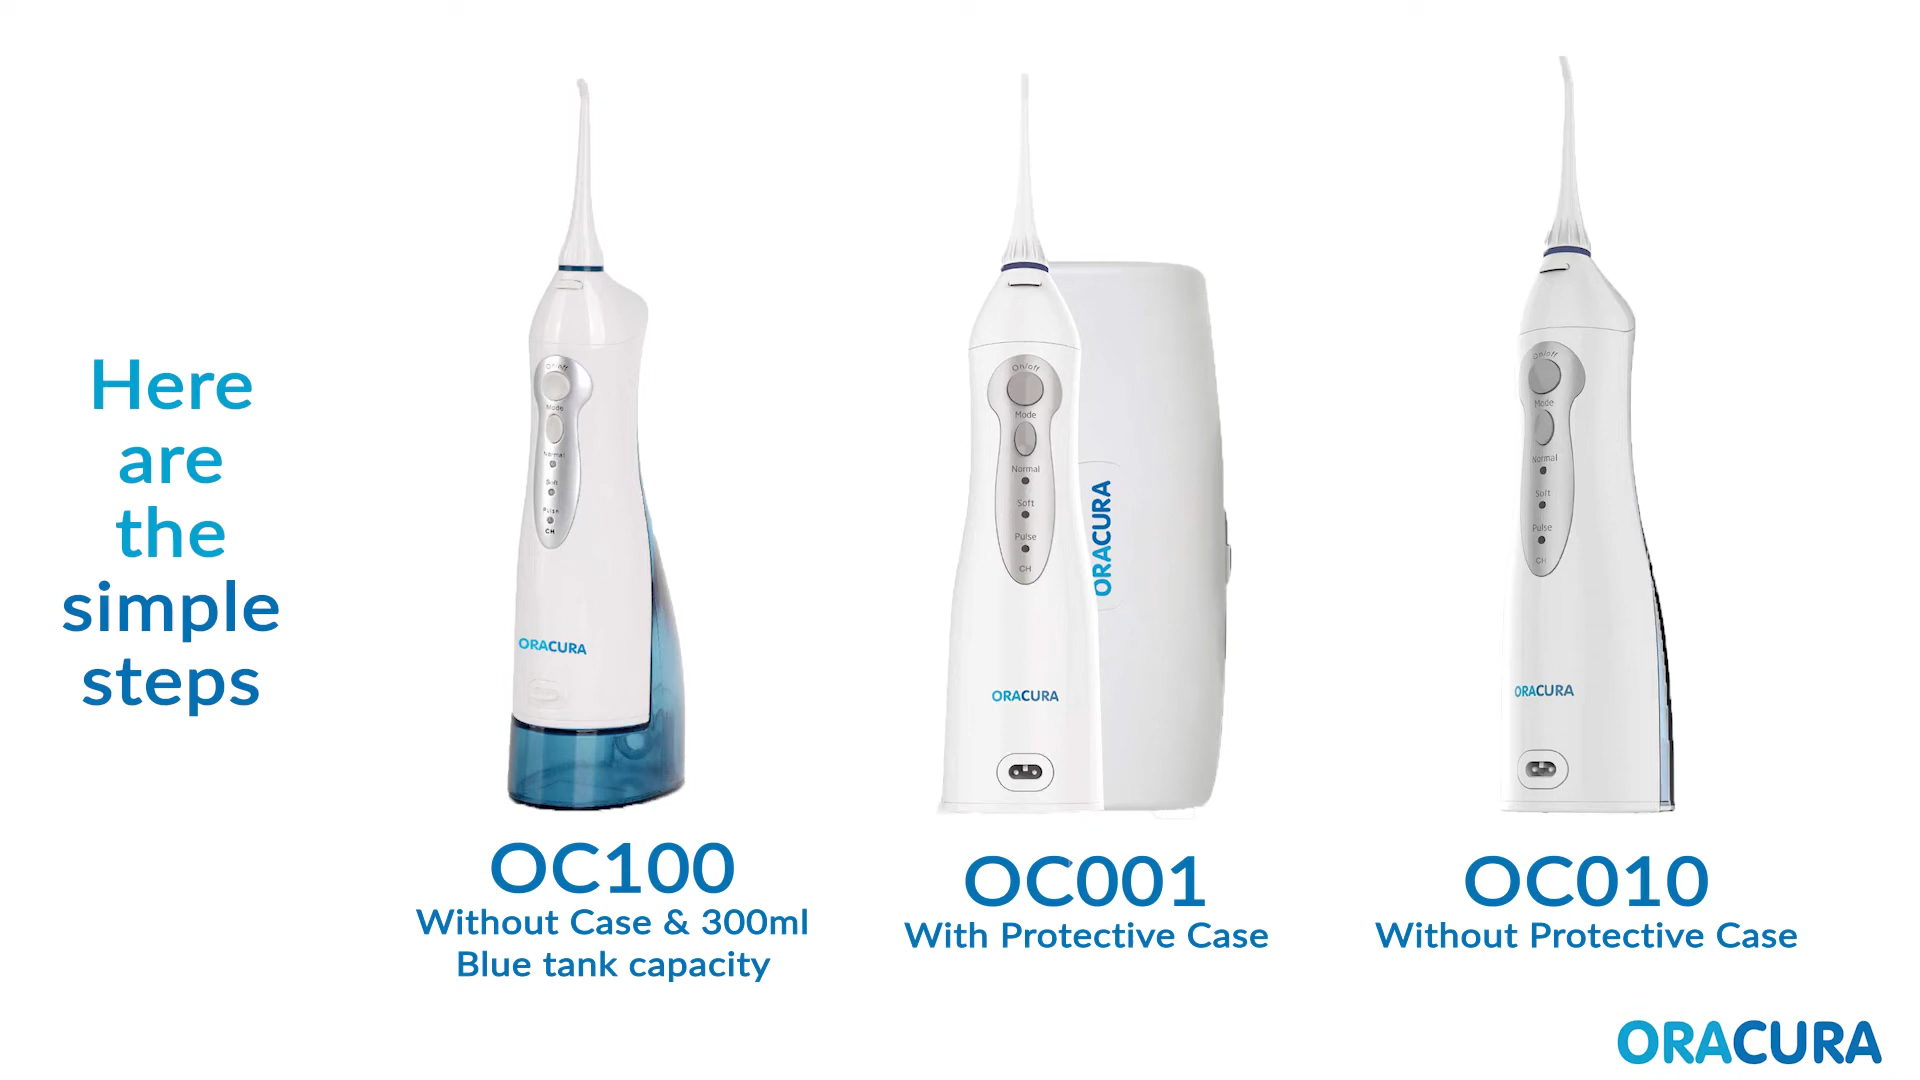 Here
are
the
simple
steps
On/off
Mode
Normal
Soft
Pulse
CH
ORACURA
OC100
Without Case & 300ml
Blue tank capacity
On/off
Mode
Normal
Soft
Pulse
CH
ORACURA
ORACURA
OC001
With Protective Case
On/off
Mode
Normal
Soft
Pulse
CH
ORACURA
OC010
Without Protective Case
ORACURA